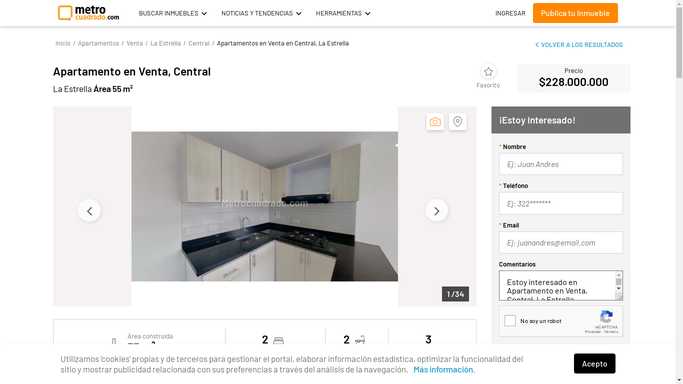 metro
cuadrado.com
BUSCAR INMUEBLES
NOTICIAS Y TENDENCIAS
HERRAMIENTAS
INGRESAR
Publica tu inmueble
Inicio / Apartamentos / Venta / La Estrella / Central / Apartamentos en Venta en Central, La Estrella
VOLVER A LOS RESULTADOS
Apartamento en Venta, Central
La Estrella Área 55 m²
Favorito
Precio
$228.000.000
Metrocuadrado.com
1 /34
¡Estoy Interesado!
* Nombre
Ej: Juan Andres
* Teléfono
Ej: 322*******
* Email
Ej: juanandres@email.com
Comentarios
Estoy interesado en
Apartamento en Venta,
Central, La Estrella
No soy un robot
reCAPTCHA
Privacidad - Términos
Área construida
2
2
3
Utilizamos 'cookies' propias y de terceros para gestionar el portal, elaborar información estadística, optimizar la funcionalidad del
sitio y mostrar publicidad relacionada con sus preferencias a través del análisis de la navegación. Más información.
Acepto